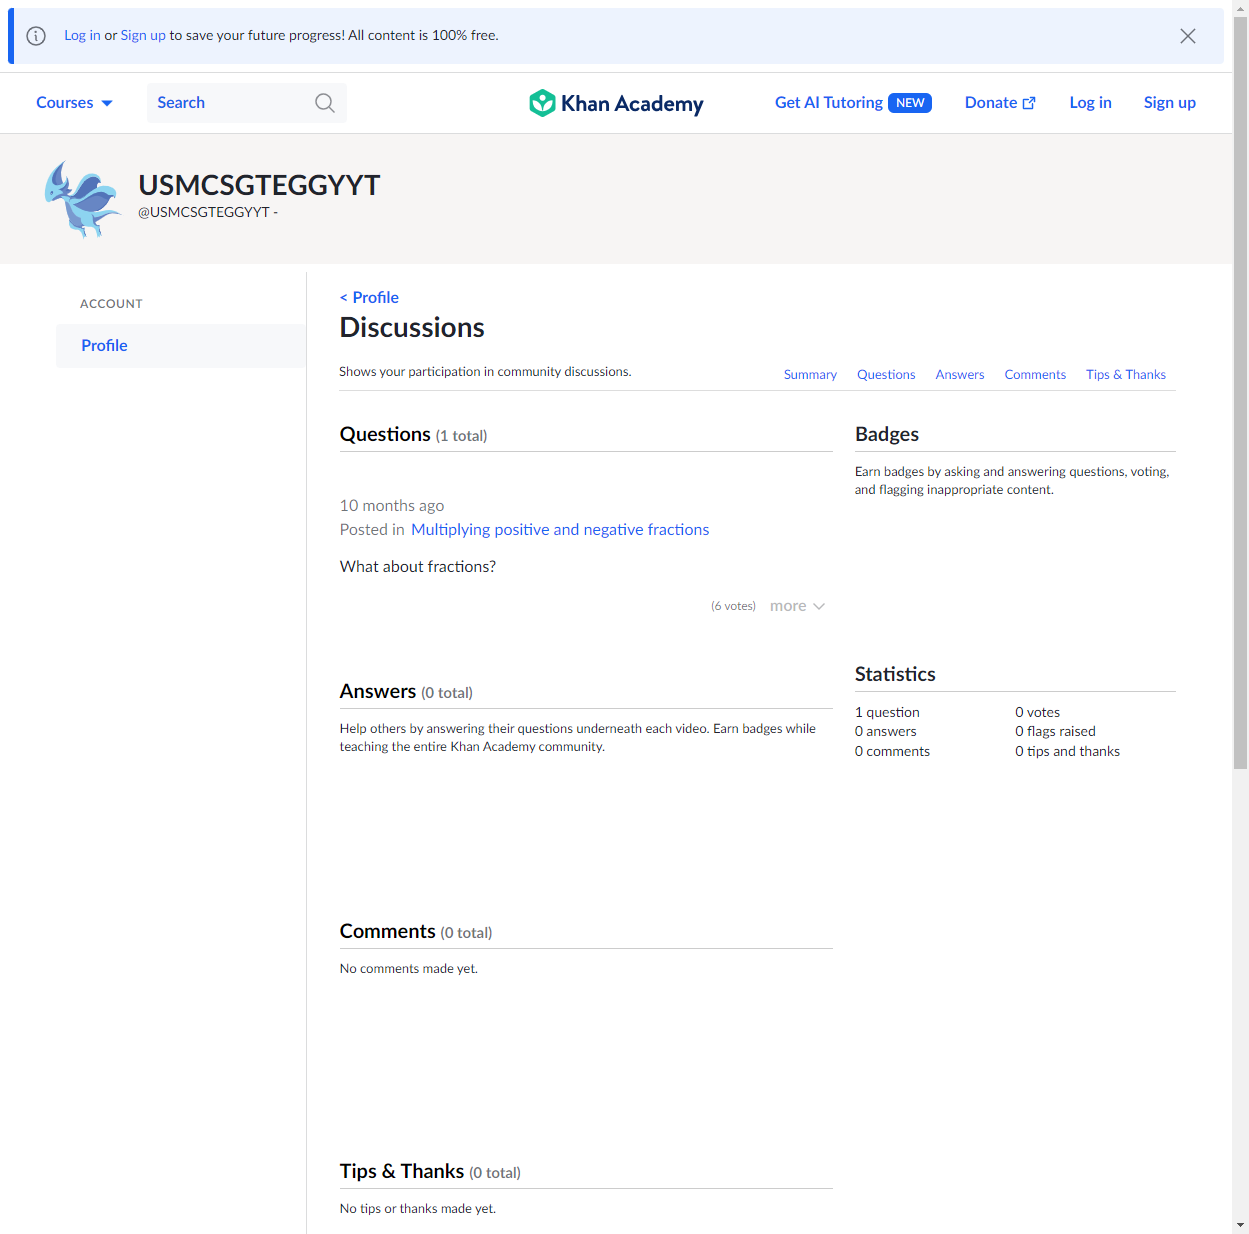 Log in or Sign up to save your future progress! All content is 100% free.
Courses
Search
Khan Academy
Get AI Tutoring NEW
Donate
Log in
Sign up
USMCSGTEGGYYT
@USMCSGTEGGYYT -
ACCOUNT
Profile
< Profile
Discussions
Shows your participation in community discussions.
Summary
Questions
Answers
Comments
Tips & Thanks
Questions (1 total)
10 months ago
Posted in Multiplying positive and negative fractions
What about fractions?
(6 votes) more
Answers (0 total)
Help others by answering their questions underneath each video. Earn badges while
teaching the entire Khan Academy community.
Comments (0 total)
No comments made yet.
Tips & Thanks (0 total)
No tips or thanks made yet.
Badges
Earn badges by asking and answering questions, voting,
and flagging inappropriate content.
Statistics
1 question
0 votes
0 answers
0 flags raised
0 comments
0 tips and thanks